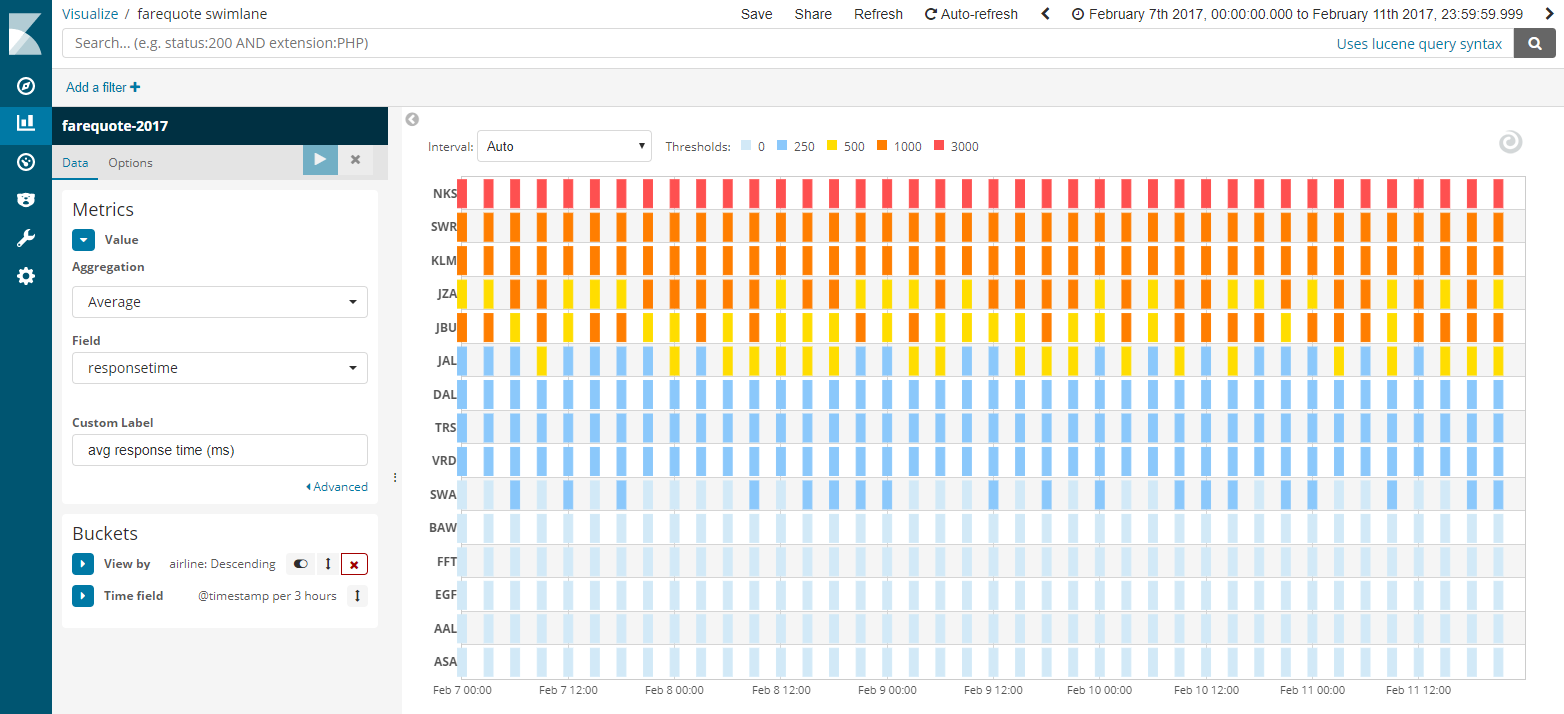 Visualize / farequote swimlane Save Share Refresh Auto-refresh February 7th 2017, 00:00:00.000 to February 11th 2017, 23:59:59.999
Search... (e.g. status:200 AND extension:PHP) Uses lucene query syntax
Add a filter
farequote-2017
Data Options
Metrics
Value
Aggregation
Average
Field
responsetime
Custom Label
avg response time (ms)
Advanced
Buckets
View by airline: Descending
Time field @timestamp per 3 hours
Interval: Auto Thresholds: 0 250 500 1000 3000
NKS
SWR
KLM
JZA
JBU
JAL
DAL
TRS
VRD
SWA
BAW
FFT
EGF
AAL
ASA
Feb 7 00:00 Feb 7 12:00 Feb 8 00:00 Feb 8 12:00 Feb 9 00:00 Feb 9 12:00 Feb 10 00:00 Feb 10 12:00 Feb 11 00:00 Feb 11 12:00